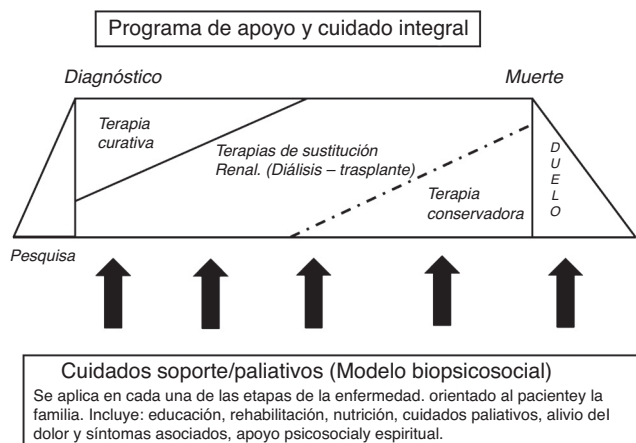 Programa de apoyo y cuidado integral
Diagnóstico
Muerte
Terapia
curativa
Terapias de sustitución
Renal. (Diálisis – trasplante)
Terapia
conservadora
D
U
E
L
O
Pesquisa
Cuidados soporte/paliativos (Modelo biopsicosocial)
Se aplica en cada una de las etapas de la enfermedad. orientado al pacientey la
familia. Incluye: educación, rehabilitación, nutrición, cuidados paliativos, alivio del
dolor y síntomas asociados, apoyo psicosocialy espiritual.